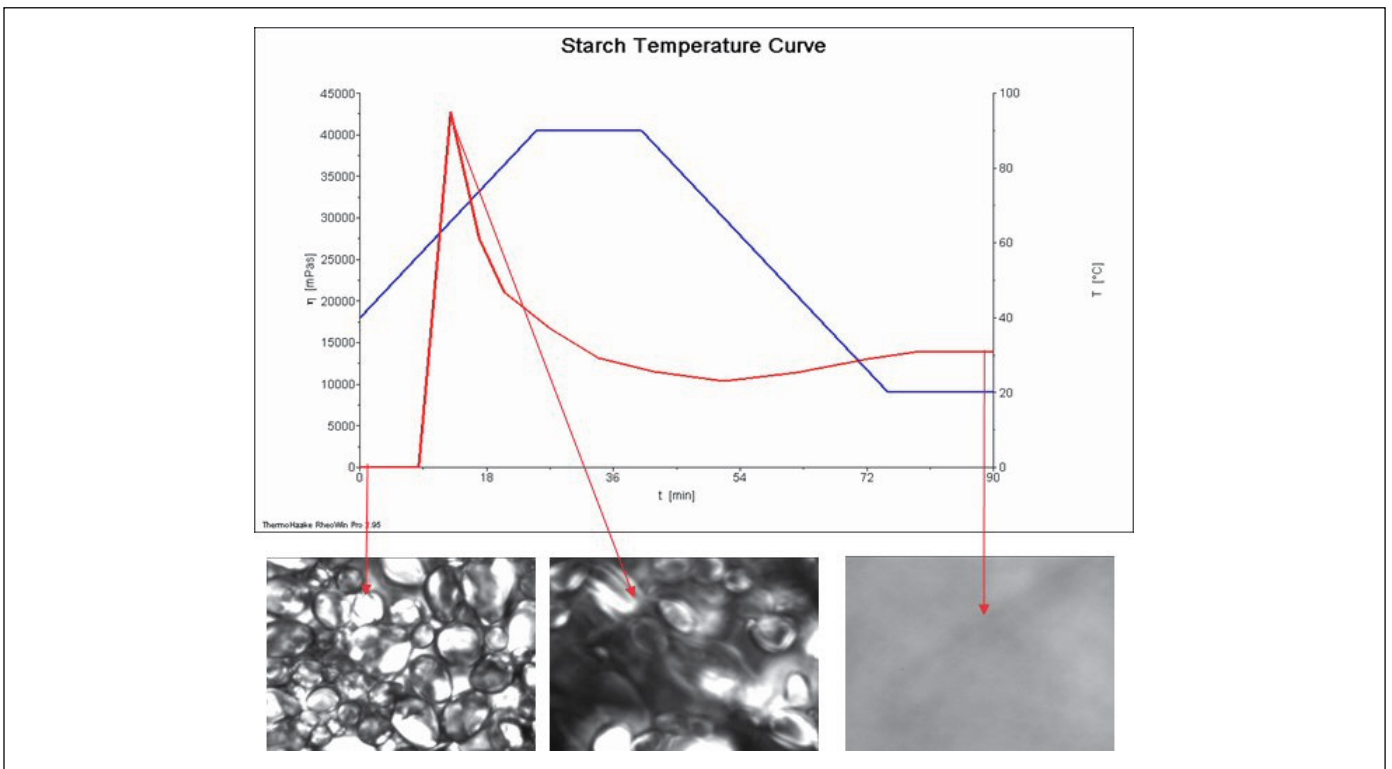 Starch Temperature Curve
45000
40000
35000
30000
25000
20000
15000
10000
5000
0
η [mPas]
100
80
60
40
20
0
T [°C]
0 18 36 54 72 90
t [min]
ThermoHaake RheoWin Pro 2.95